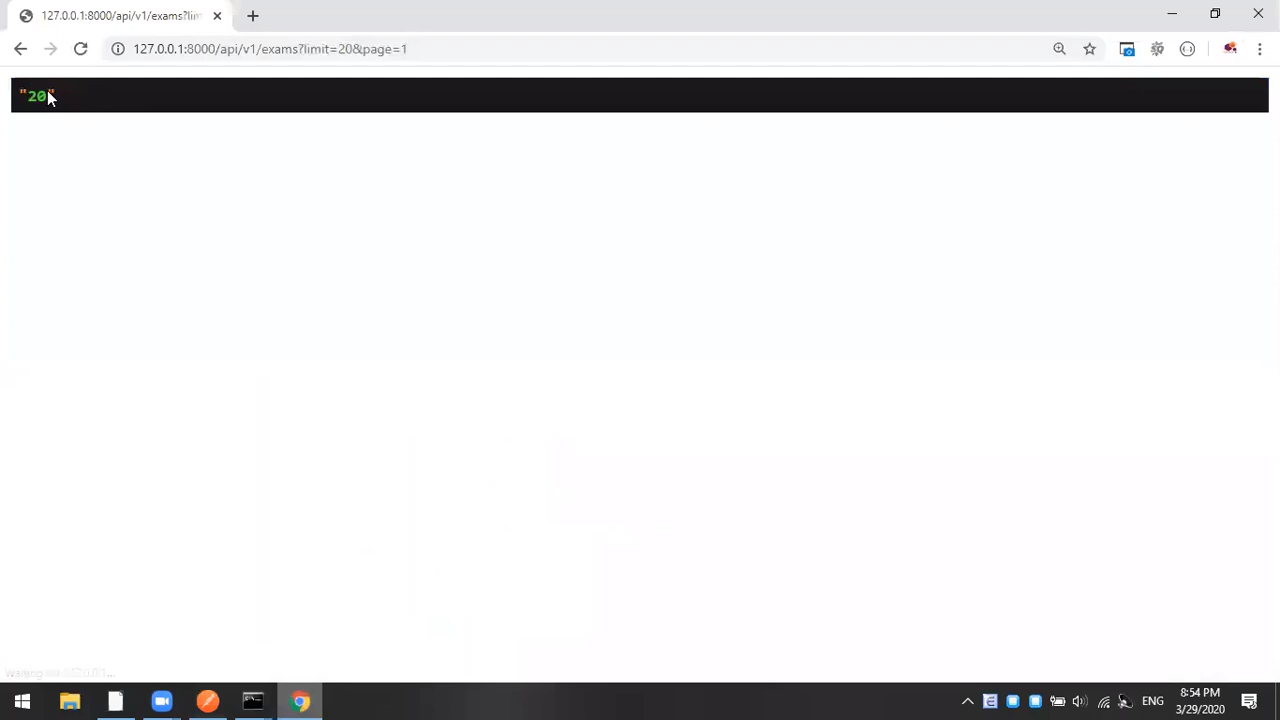 127.0.0.1:8000/api/v1/exams?lim
127.0.0.1:8000/api/v1/exams?limit=20&page=1
"20"
ENG
8:54 PM
3/29/2020